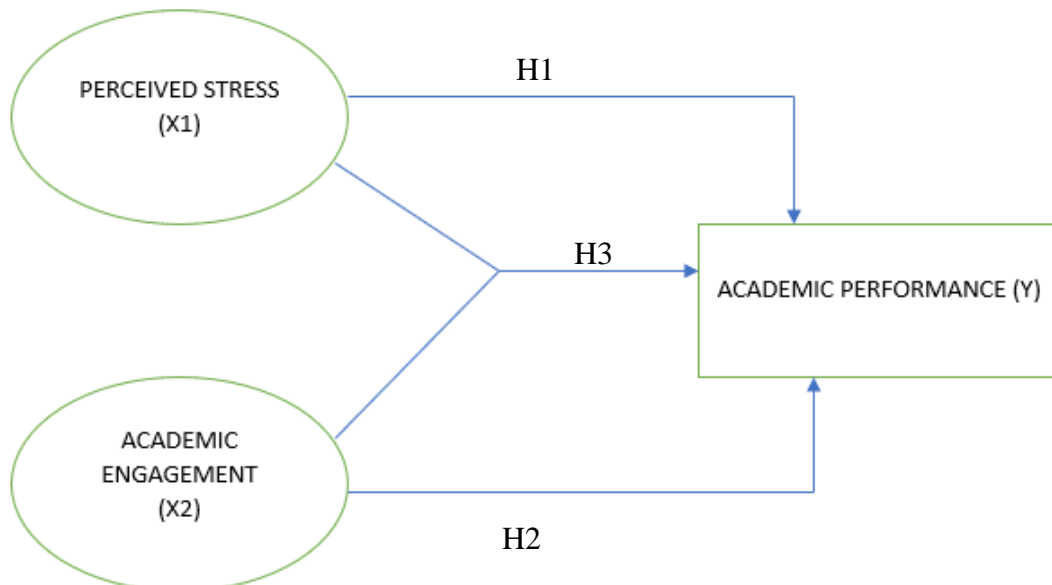 H1
PERCEIVED STRESS
(X1)
H3
ACADEMIC PERFORMANCE (Y)
ACADEMIC
ENGAGEMENT
(X2)
H2